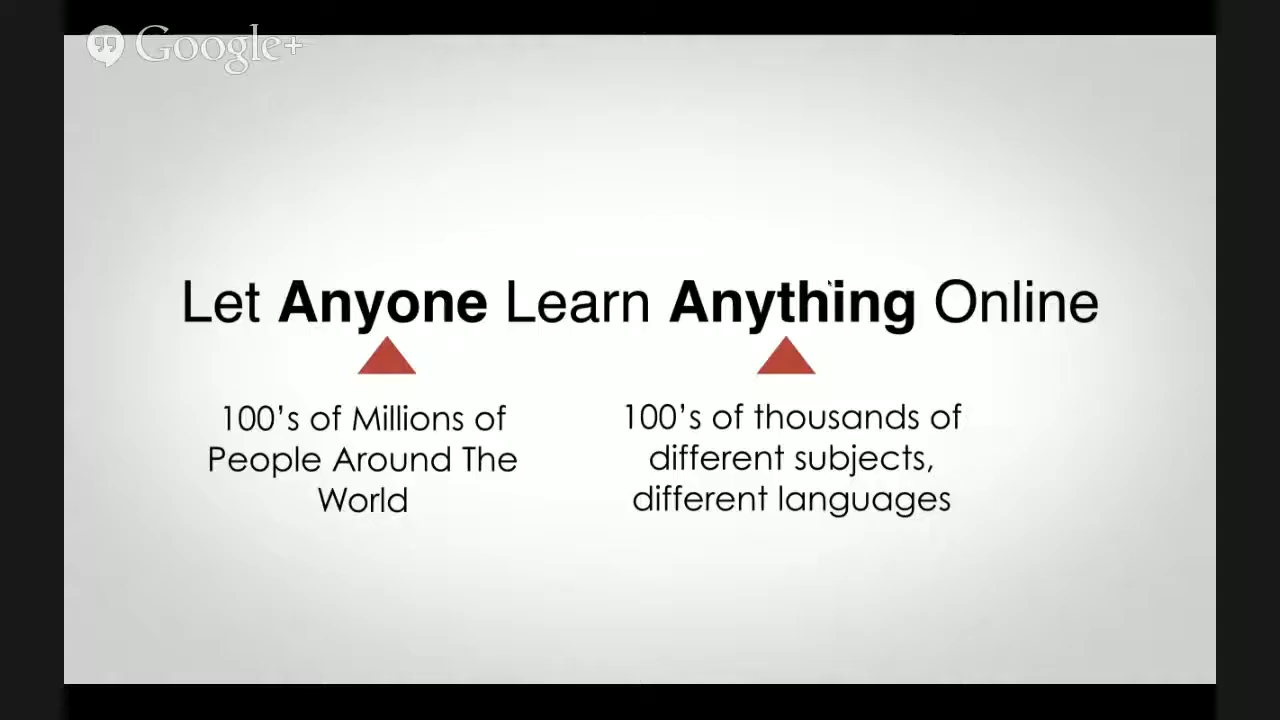 Google+
Let Anyone Learn Anything Online
100's of Millions of
People Around The
World
100's of thousands of
different subjects,
different languages